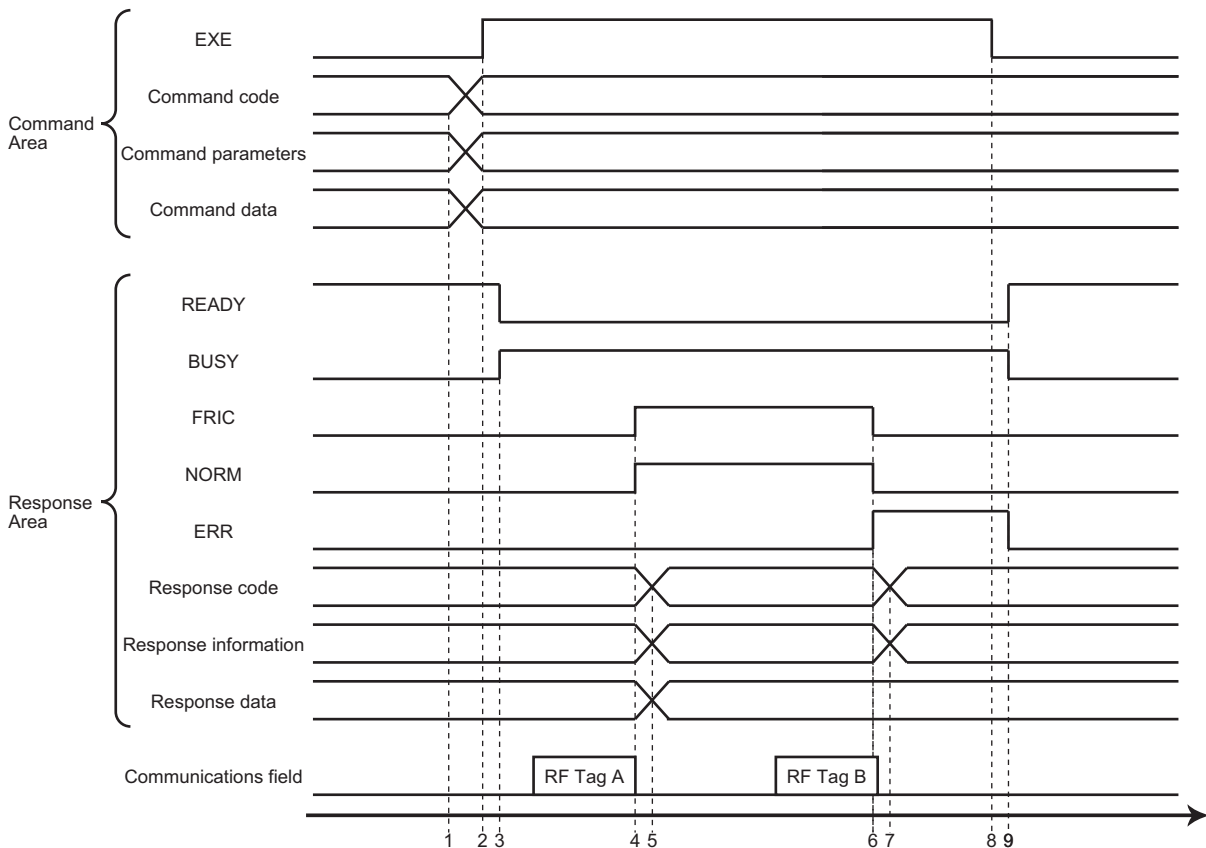 EXE
Command code
Command
Area
Command parameters
Command data
READY
BUSY
FRIC
NORM
Response
Area
ERR
Response code
Response information
Response data
Communications field
RF Tag A
RF Tag B
1 2 3 4 5 6 7 8 9